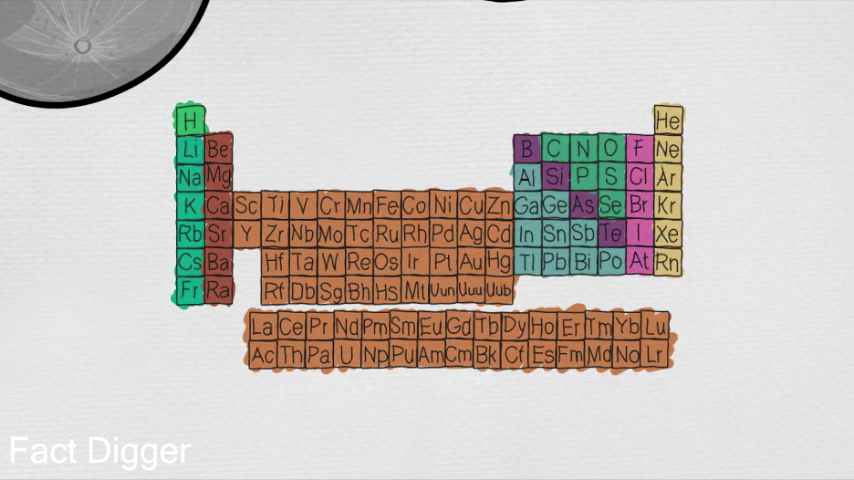 H He
Li Be B C N O F Ne
Na Mg Al Si P S Cl Ar
K Ca Sc Ti V Cr Mn Fe Co Ni Cu Zn Ga Ge As Se Br Kr
Rb Sr Y Zr Nb Mo Tc Ru Rh Pd Ag Cd In Sn Sb Te I Xe
Cs Ba Hf Ta W Re Os Ir Pt Au Hg Tl Pb Bi Po At Rn
Fr Ra Rf Db Sg Bh Hs Mt Uun Uuu Uub
La Ce Pr Nd Pm Sm Eu Gd Tb Dy Ho Er Tm Yb Lu
Ac Th Pa U Np Pu Am Cm Bk Cf Es Fm Md No Lr
Fact Digger